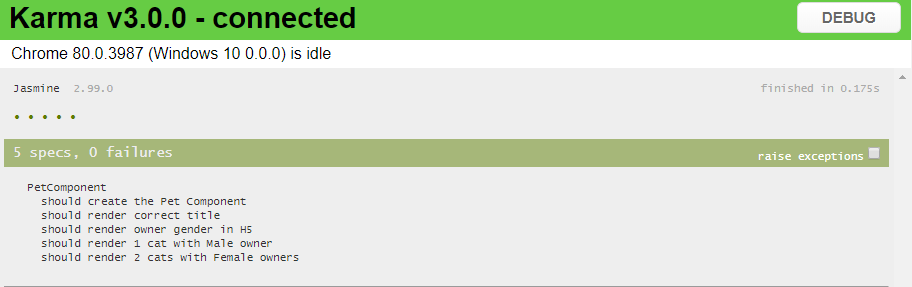 Karma v3.0.0 - connected
DEBUG
Chrome 80.0.3987 (Windows 10 0.0.0) is idle
Jasmine 2.99.0
finished in 0.175s
• • • • •
5 specs, 0 failures
raise exceptions
PetComponent
should create the Pet Component
should render correct title
should render owner gender in H5
should render 1 cat with Male owner
should render 2 cats with Female owners